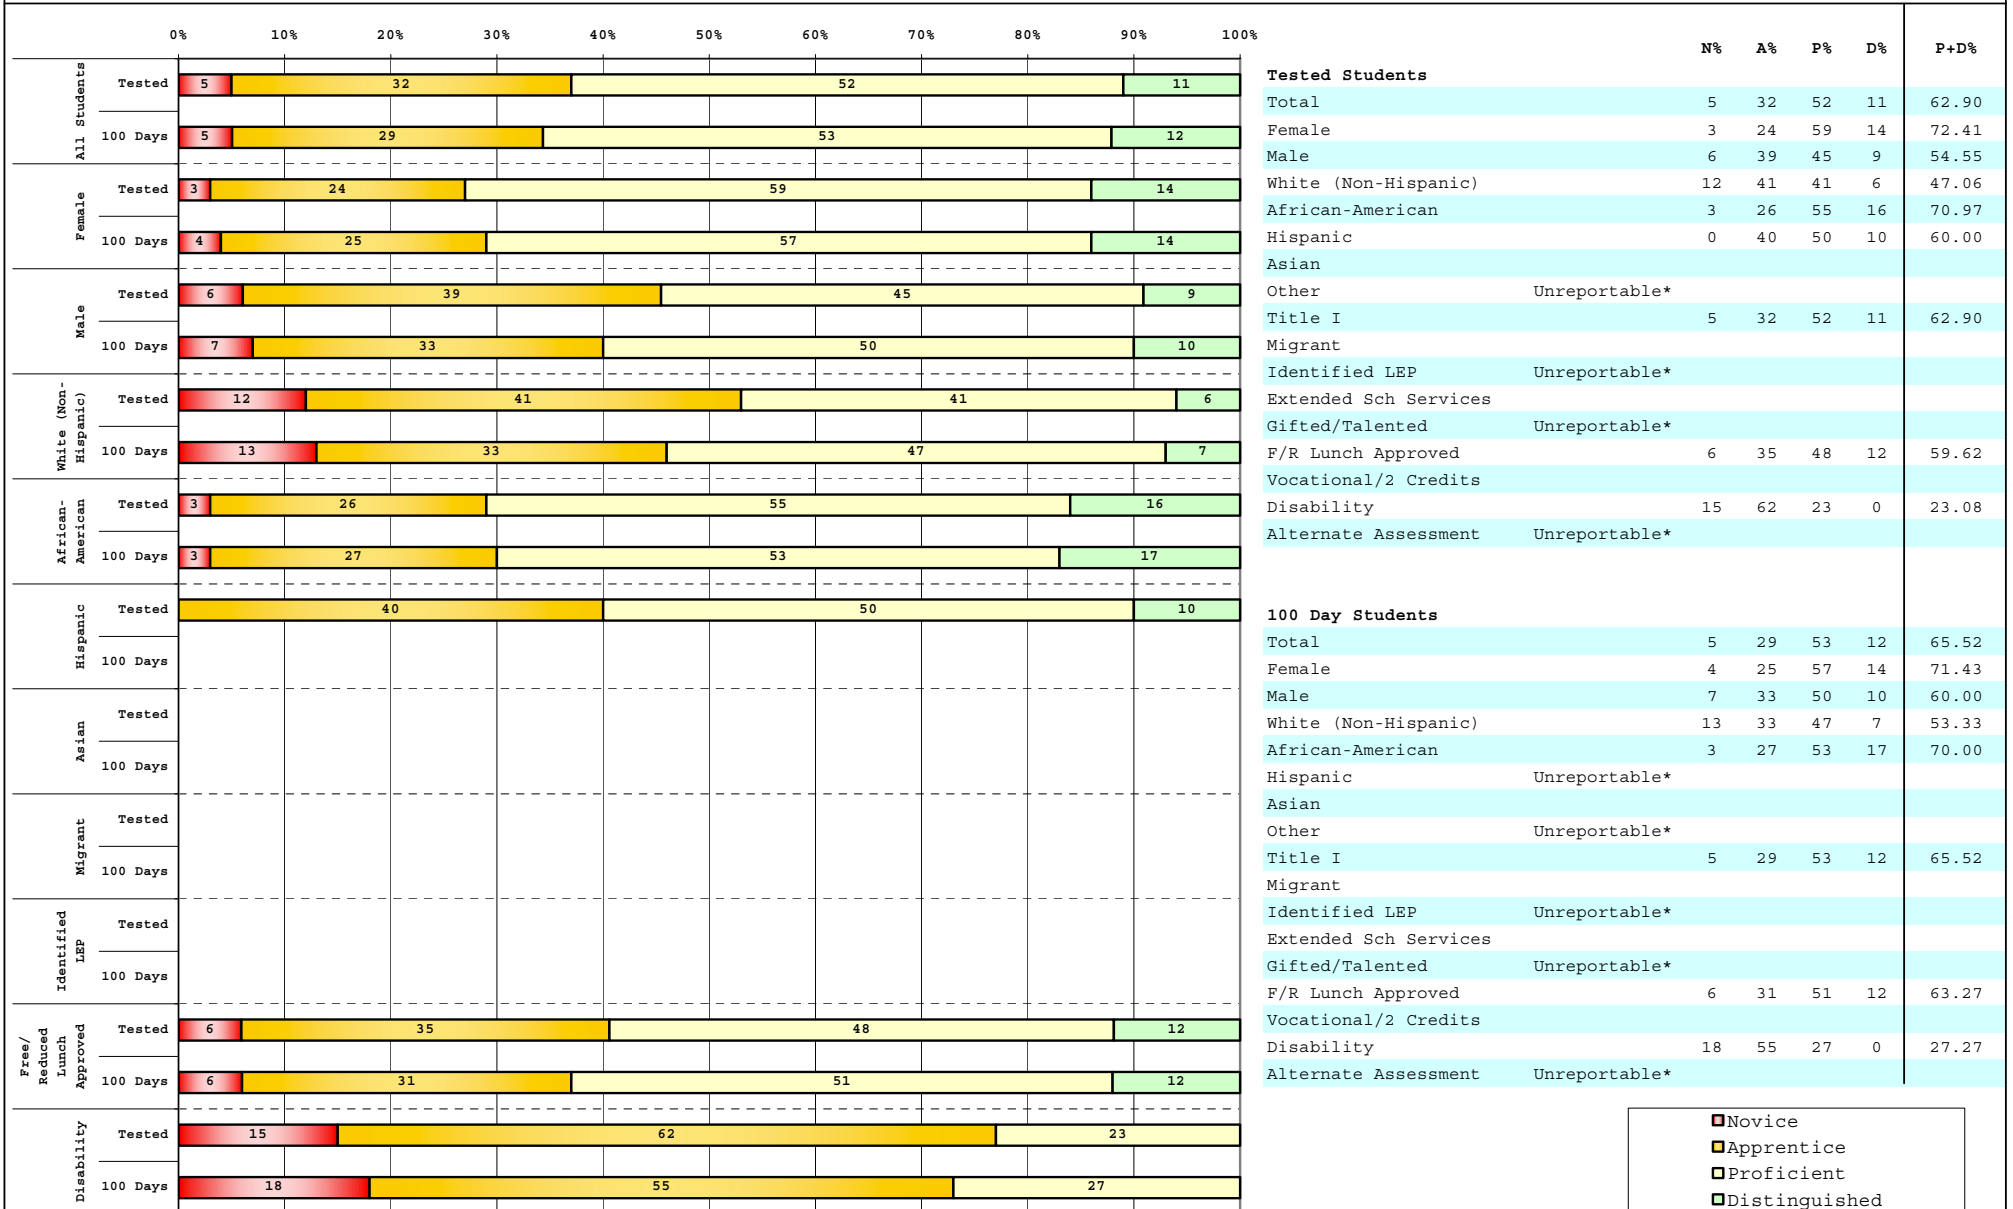 0% 10% 20% 30% 40% 50% 60% 70% 80% 90% 100%
All Students
Tested 5 32 52 11
100 Days 5 29 53 12
Female
Tested 3 24 59 14
100 Days 4 25 57 14
Male
Tested 6 39 45 9
100 Days 7 33 50 10
White (Non-
Hispanic)
Tested 12 41 41 6
100 Days 13 33 47 7
African-
American
Tested 3 26 55 16
100 Days 3 27 53 17
Hispanic
Tested 40 50 10
100 Days
Asian
Tested
100 Days
Migrant
Tested
100 Days
Identified
LEP
Tested
100 Days
Free/
Reduced
Lunch
Approved
Tested 6 35 48 12
100 Days 6 31 51 12
Disability
Tested 15 62 23
100 Days 18 55 27
N% A% P% D% P+D%
Tested Students
Total 5 32 52 11 62.90
Female 3 24 59 14 72.41
Male 6 39 45 9 54.55
White (Non-Hispanic) 12 41 41 6 47.06
African-American 3 26 55 16 70.97
Hispanic 0 40 50 10 60.00
Asian
Other Unreportable*
Title I 5 32 52 11 62.90
Migrant
Identified LEP Unreportable*
Extended Sch Services
Gifted/Talented Unreportable*
F/R Lunch Approved 6 35 48 12 59.62
Vocational/2 Credits
Disability 15 62 23 0 23.08
Alternate Assessment Unreportable*
100 Day Students
Total 5 29 53 12 65.52
Female 4 25 57 14 71.43
Male 7 33 50 10 60.00
White (Non-Hispanic) 13 33 47 7 53.33
African-American 3 27 53 17 70.00
Hispanic Unreportable*
Asian
Other Unreportable*
Title I 5 29 53 12 65.52
Migrant
Identified LEP Unreportable*
Extended Sch Services
Gifted/Talented Unreportable*
F/R Lunch Approved 6 31 51 12 63.27
Vocational/2 Credits
Disability 18 55 27 0 27.27
Alternate Assessment Unreportable*
Novice
Apprentice
Proficient
Distinguished